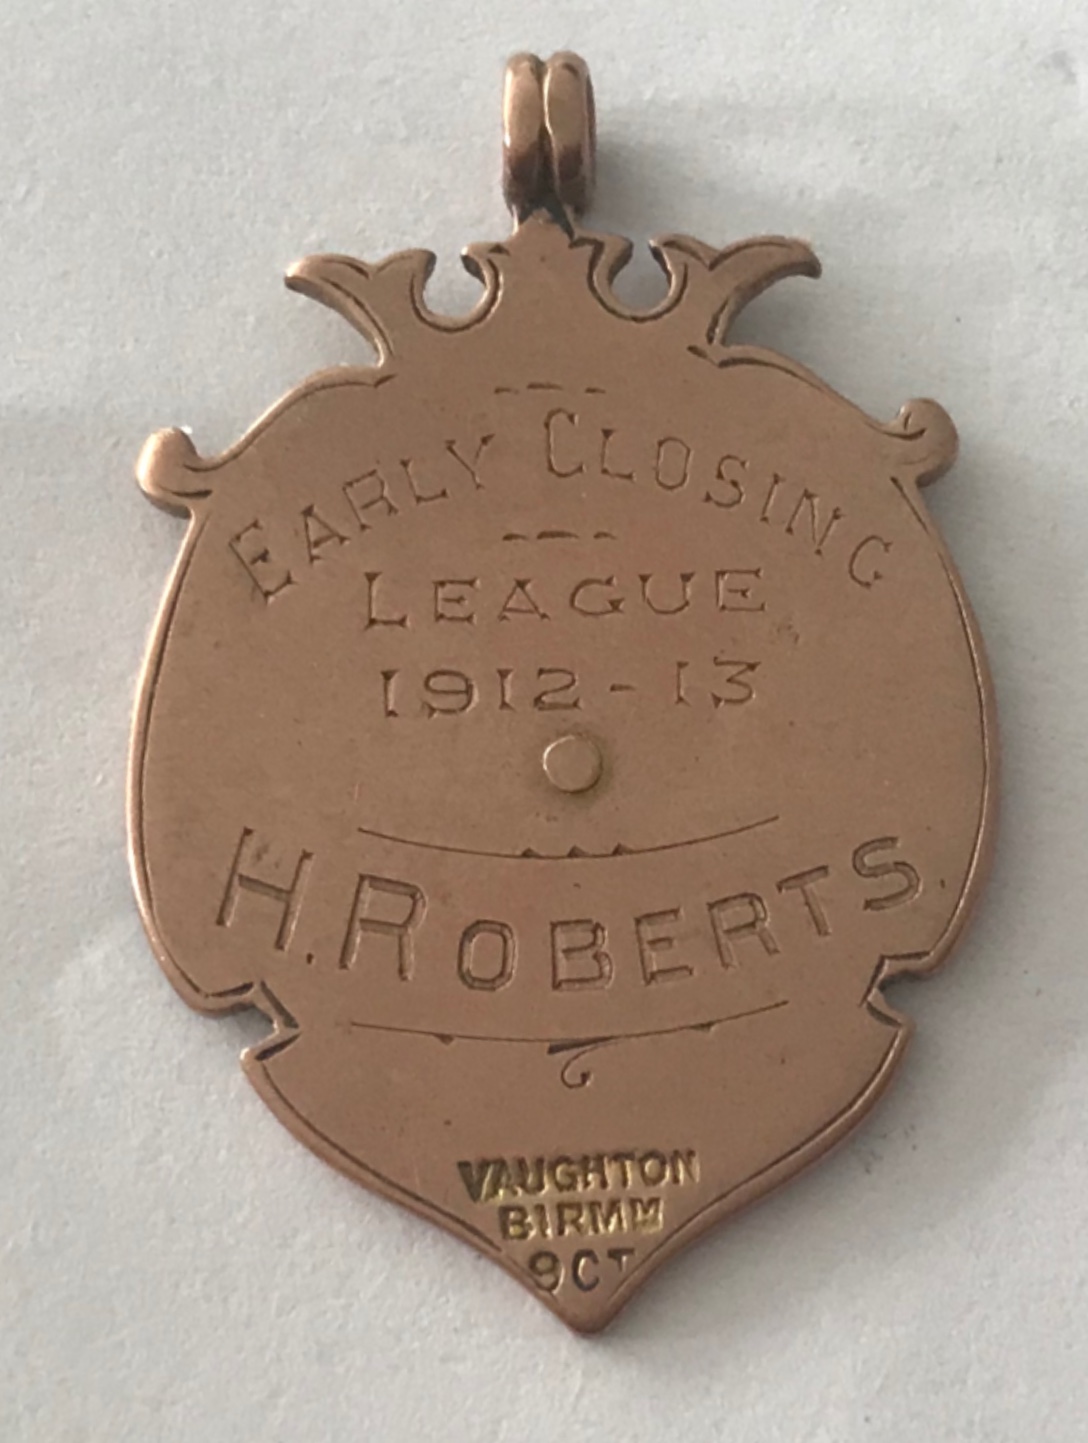 EARLY CLOSING
LEAGUE
1912-13
H. ROBERTS.
VAUGHTON
BIRMM
9CT